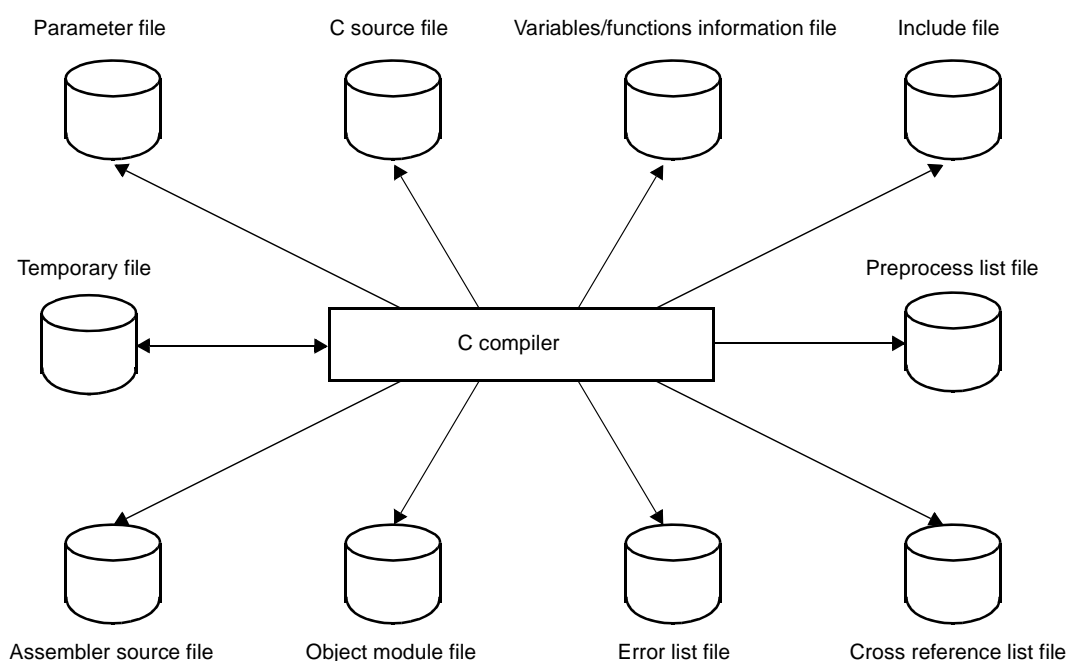 Parameter file
C source file
Variables/functions information file
Include file
Temporary file
Preprocess list file
C compiler
Assembler source file
Object module file
Error list file
Cross reference list file